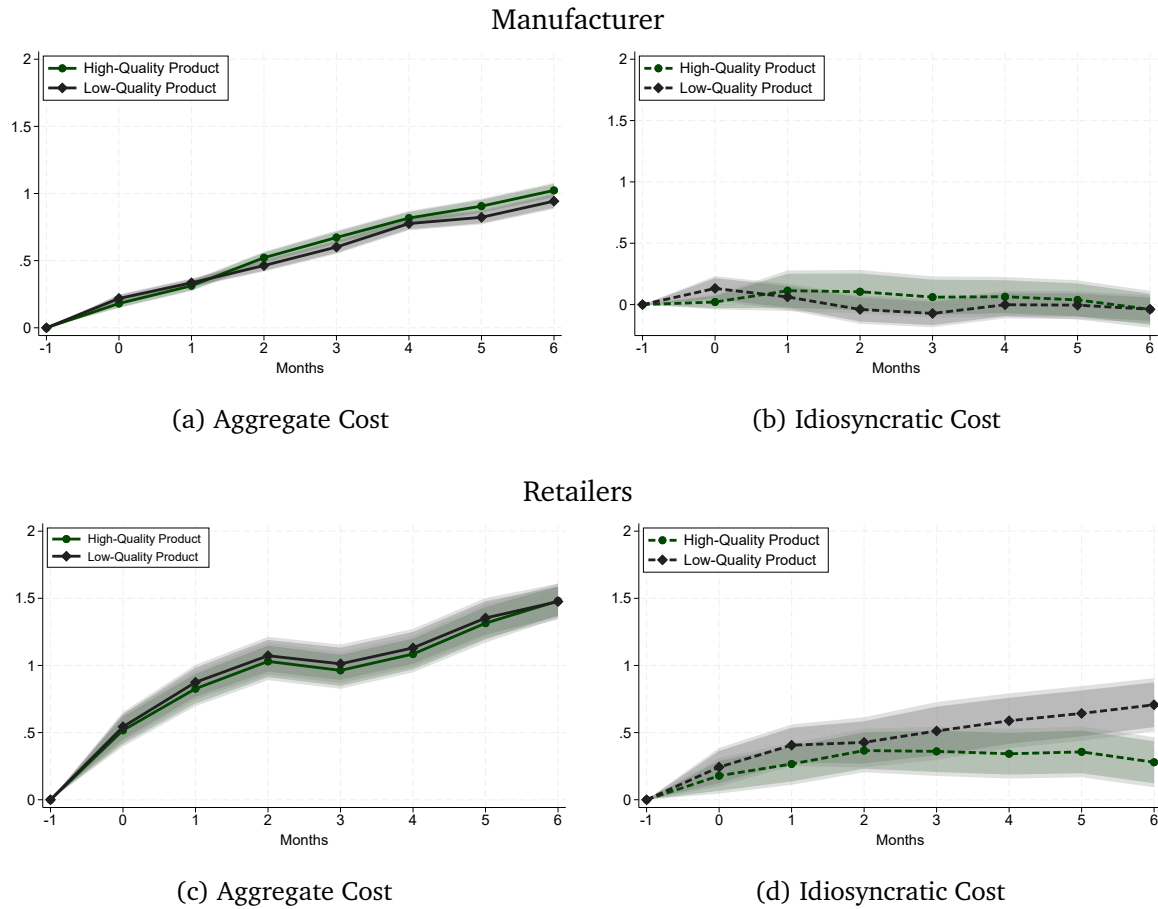 Manufacturer
2
1.5
1
.5
0
High-Quality Product
Low-Quality Product
-1 0 1 2 3 4 5 6
Months
2
1.5
1
.5
0
High-Quality Product
Low-Quality Product
-1 0 1 2 3 4 5 6
Months
(a) Aggregate Cost
(b) Idiosyncratic Cost
Retailers
2
1.5
1
.5
0
High-Quality Product
Low-Quality Product
-1 0 1 2 3 4 5 6
Months
2
1.5
1
.5
0
High-Quality Product
Low-Quality Product
-1 0 1 2 3 4 5 6
Months
(c) Aggregate Cost
(d) Idiosyncratic Cost